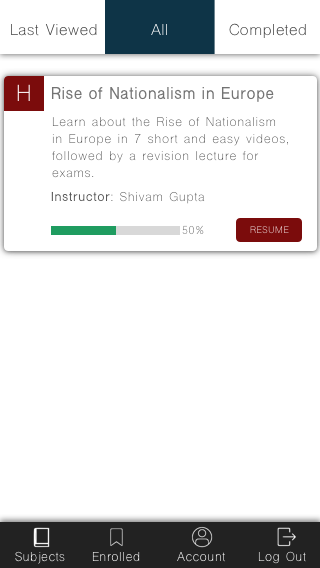 Last Viewed All Completed
H Rise of Nationalism in Europe
Learn about the Rise of Nationalism
in Europe in 7 short and easy videos,
followed by a revision lecture for
exams.
Instructor: Shivam Gupta
50% RESUME
Subjects Enrolled Account Log Out